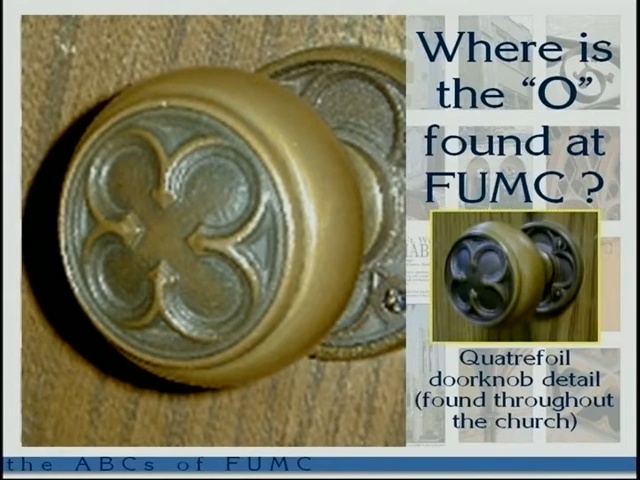 Where is
the “O”
found at
FUMC ?
Quatrefoil
doorknob detail
(found throughout
the church)
the ABCs of FUMC